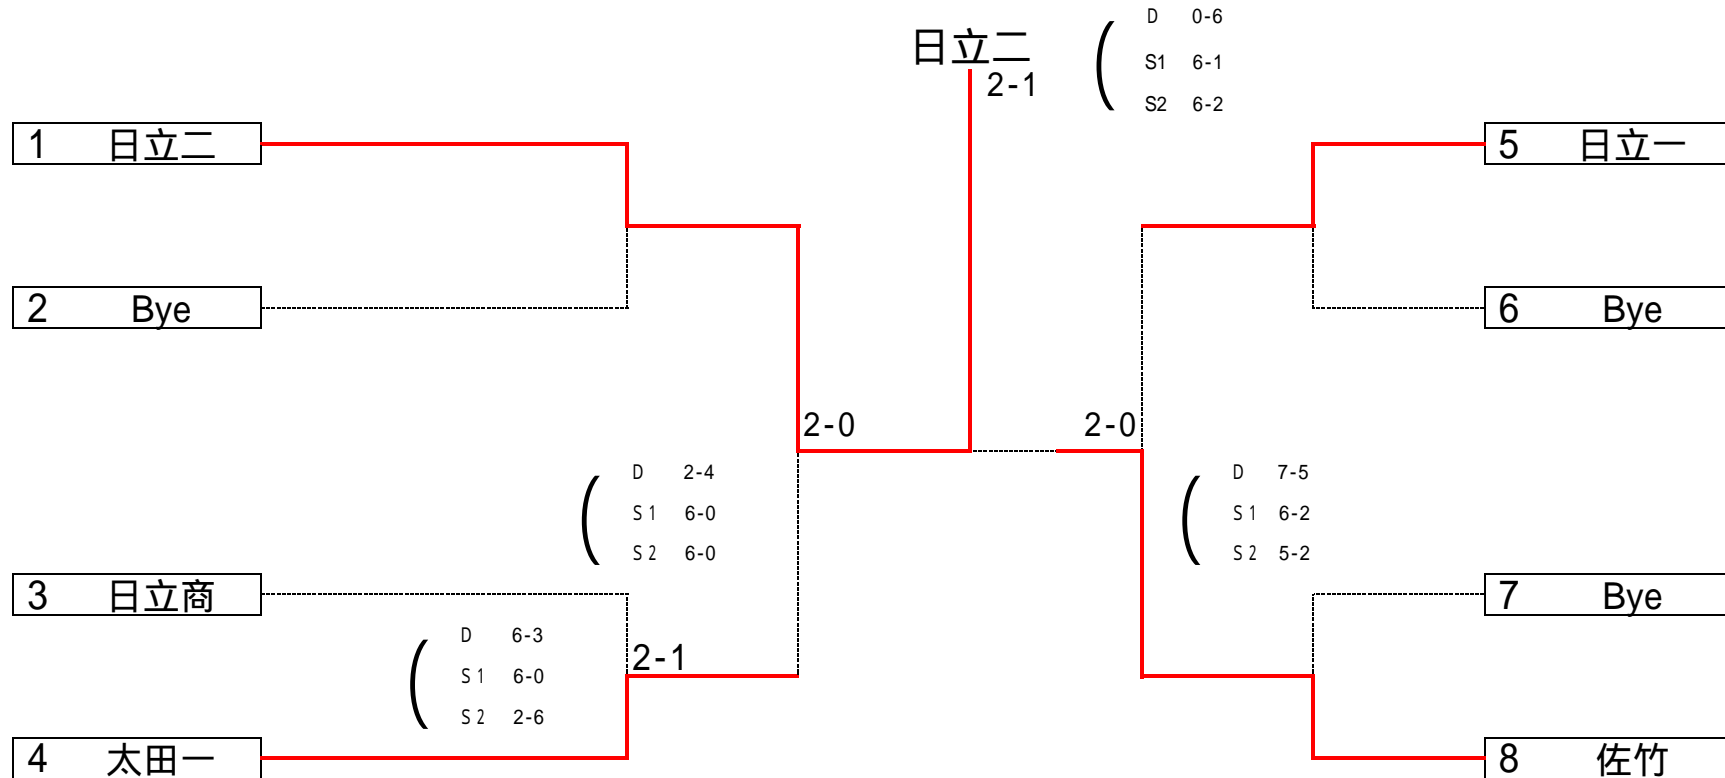 日立二
2-1
( D 0-6
S1 6-1
S2 6-2
1 日立二
2 Bye
2-0
( D 2-4
S1 6-0
S2 6-0
3 日立商
( D 6-3
S1 6-0
S2 2-6
2-1
4 太田一
5 日立一
6 Bye
2-0
( D 7-5
S1 6-2
S2 5-2
7 Bye
8 佐竹